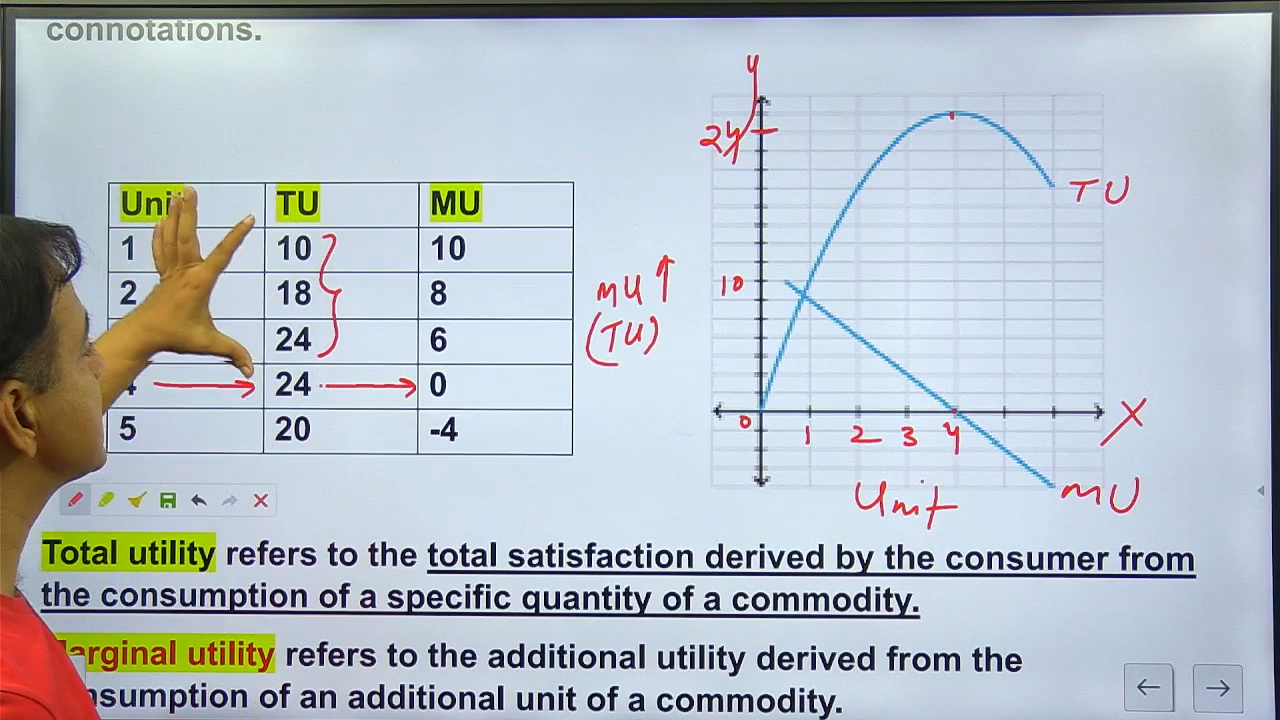 connotations.
Unit TU MU
1 10 10
2 18 8
24 6
4 24 0
5 20 -4
MU↑
(TU)
y
24
10
0 1 2 3 4 X
TU
MU
Unit
Total utility refers to the total satisfaction derived by the consumer from
the consumption of a specific quantity of a commodity.
Marginal utility refers to the additional utility derived from the
consumption of an additional unit of a commodity.